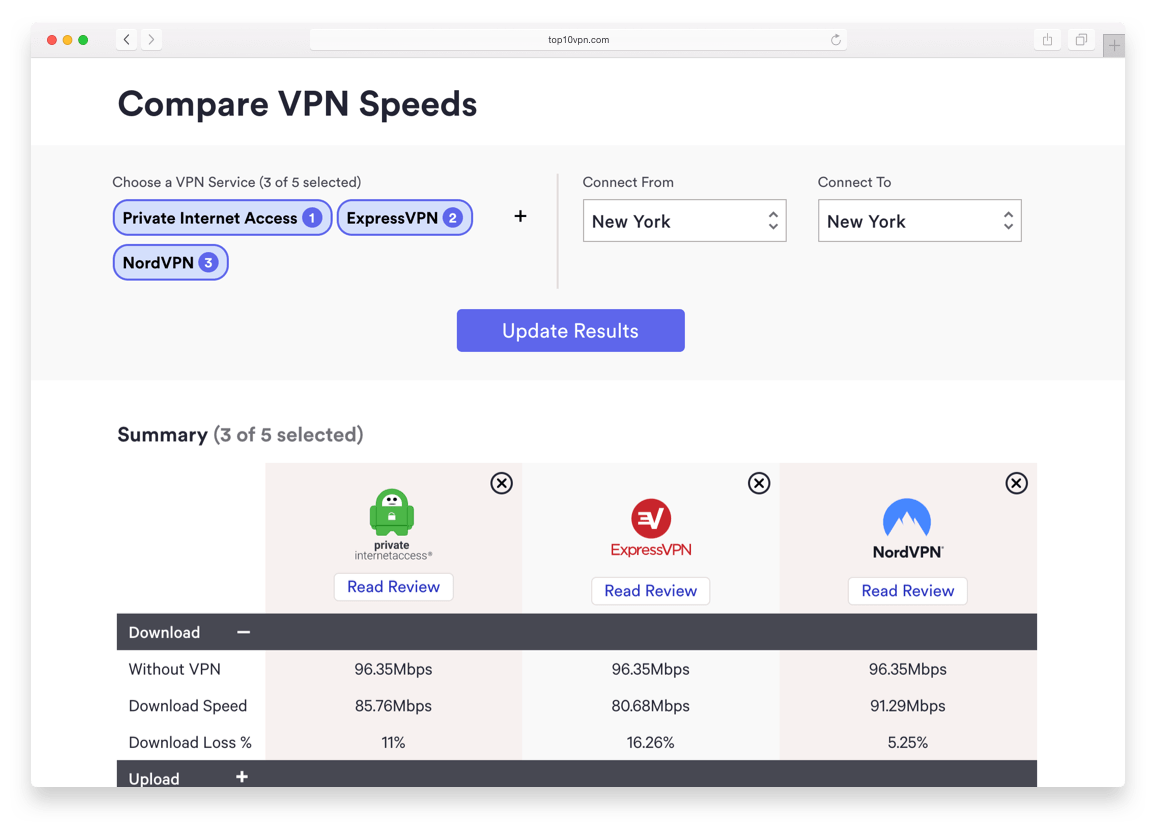 top10vpn.com
Compare VPN Speeds
Choose a VPN Service (3 of 5 selected)
Private Internet Access 1 ExpressVPN 2 +
NordVPN 3
Connect From
New York
Connect To
New York
Update Results
Summary (3 of 5 selected)
private
internetaccess®
Read Review
ExpressVPN
Read Review
NordVPN®
Read Review
Download −
Without VPN 96.35Mbps 96.35Mbps 96.35Mbps
Download Speed 85.76Mbps 80.68Mbps 91.29Mbps
Download Loss % 11% 16.26% 5.25%
Upload +